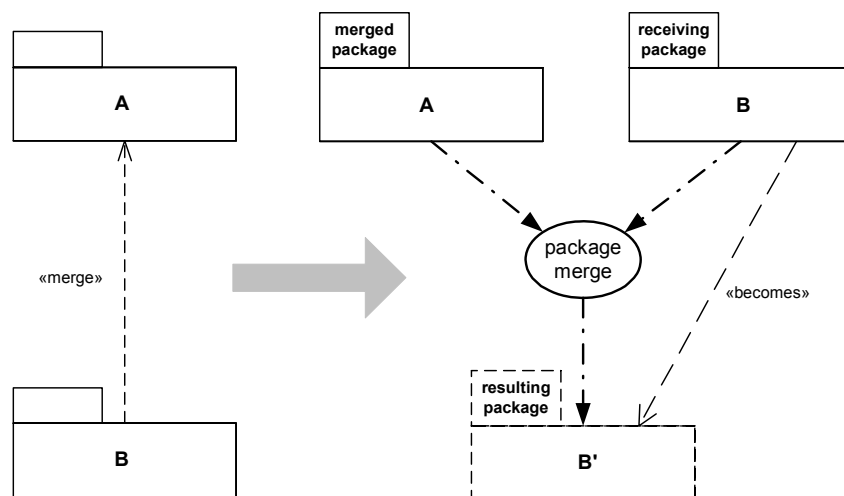 A
«merge»
B
merged
package
A
receiving
package
B
package
merge
«becomes»
resulting
package
B'